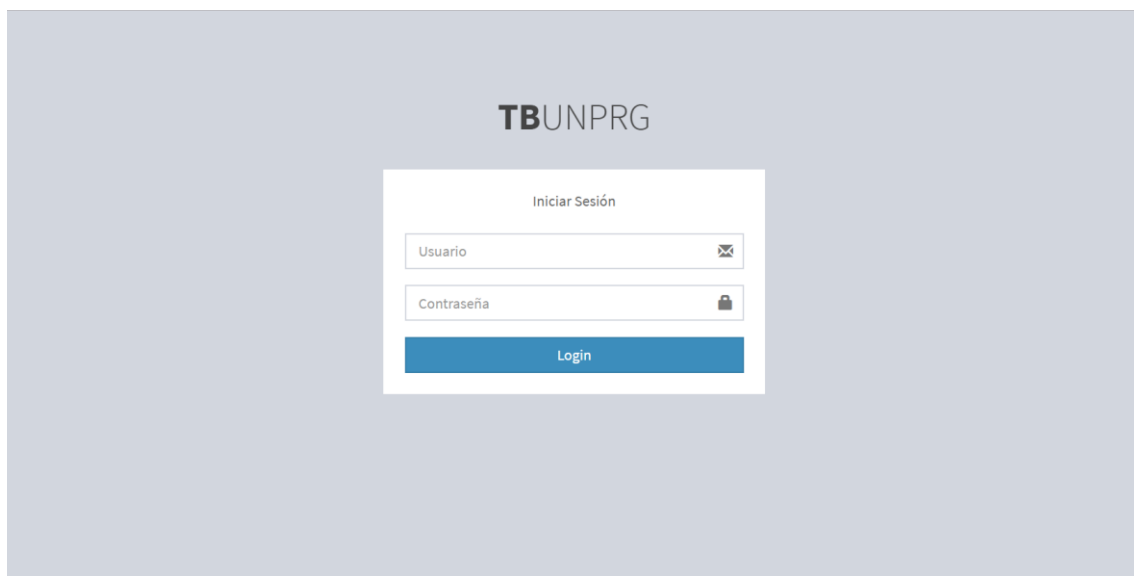 TBUNPRG
Iniciar Sesión
Usuario
Contraseña
Login